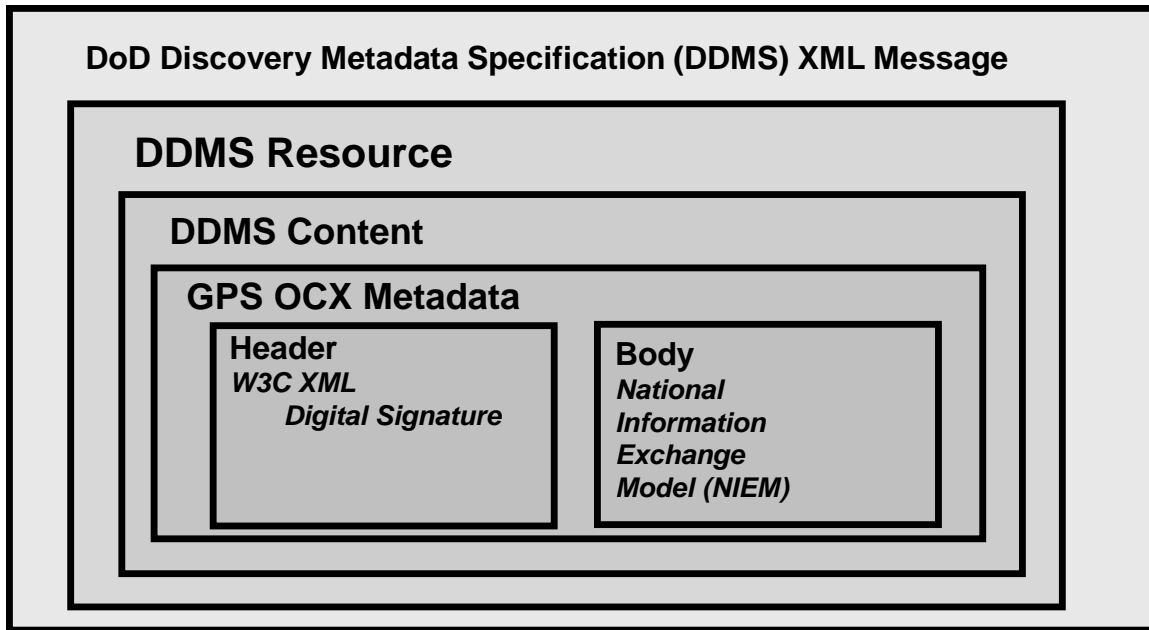 DoD Discovery Metadata Specification (DDMS) XML Message
DDMS Resource
DDMS Content
GPS OCX Metadata
Header
W3C XML
Digital Signature
Body
National
Information
Exchange
Model (NIEM)